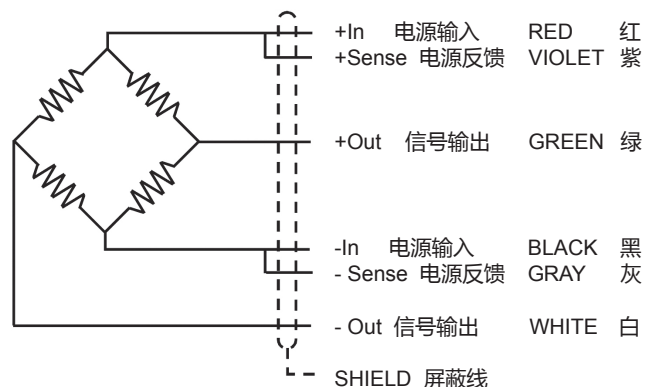 +In 电源输入 RED 红
+Sense 电源反馈 VIOLET 紫
+Out 信号输出 GREEN 绿
-In 电源输入 BLACK 黑
- Sense 电源反馈 GRAY 灰
- Out 信号输出 WHITE 白
SHIELD 屏蔽线